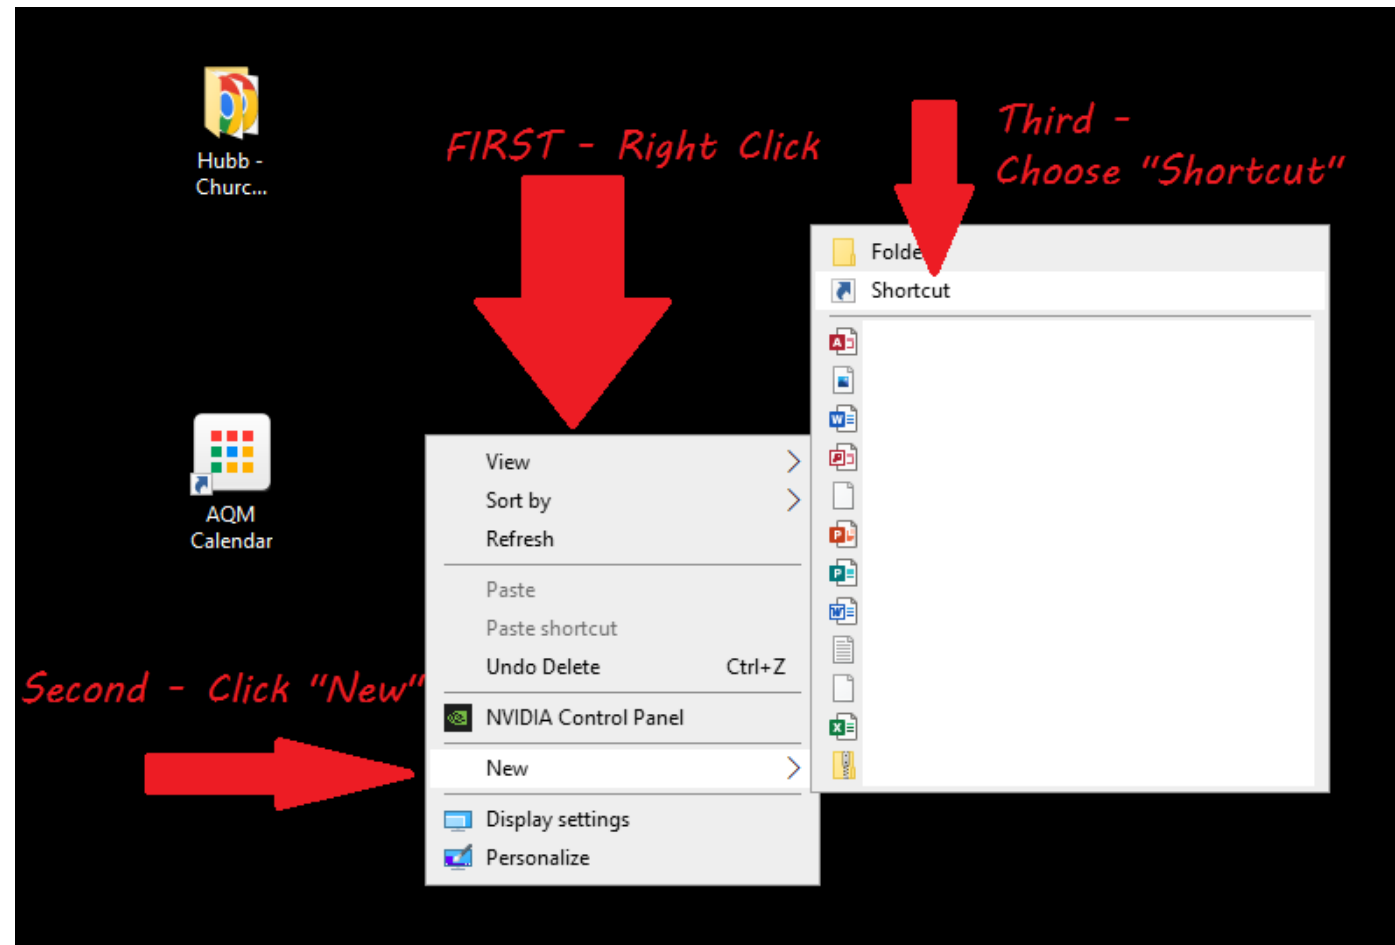 Hubb -
Churc...
FIRST - Right Click
Third -
Choose "Shortcut"
Shortcut
AQM
Calendar
View
Sort by
Refresh
Paste
Paste shortcut
Undo Delete Ctrl+Z
Second - Click "New"
NVIDIA Control Panel
New
Display settings
Personalize